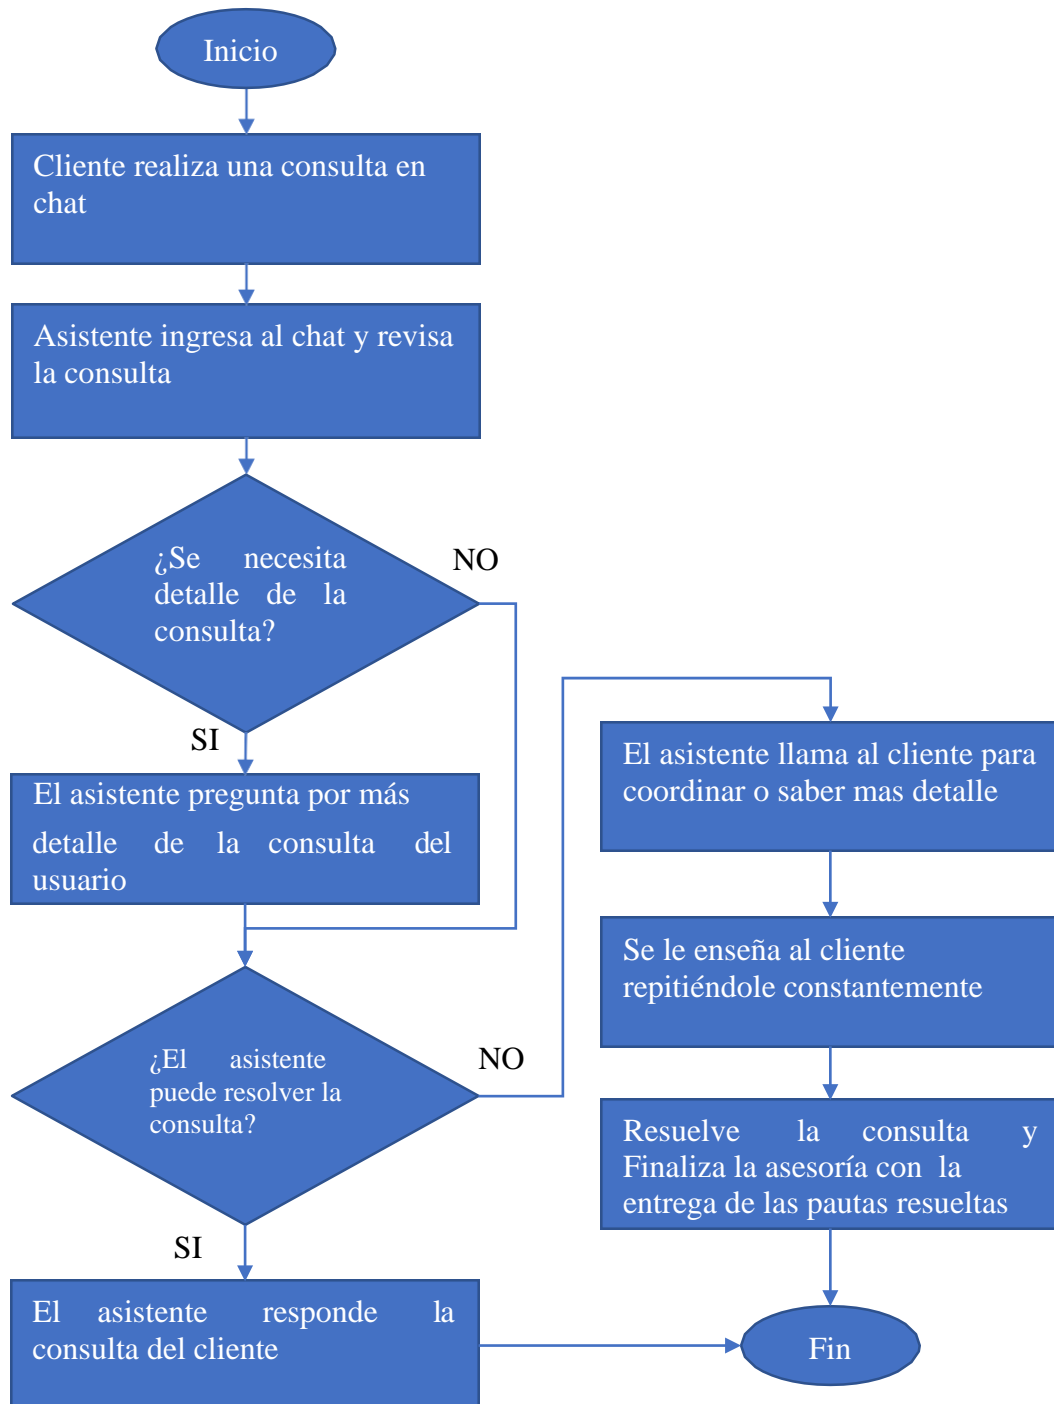 Inicio
Cliente realiza una consulta en
chat
Asistente ingresa al chat y revisa
la consulta
¿Se necesita
detalle de la
consulta?
NO
SI
El asistente pregunta por más
detalle de la consulta del
usuario
¿El asistente
puede resolver la
consulta?
NO
SI
El asistente responde la
consulta del cliente
El asistente llama al cliente para
coordinar o saber mas detalle
Se le enseña al cliente
repitiéndole constantemente
Resuelve la consulta y
Finaliza la asesoría con la
entrega de las pautas resueltas
Fin